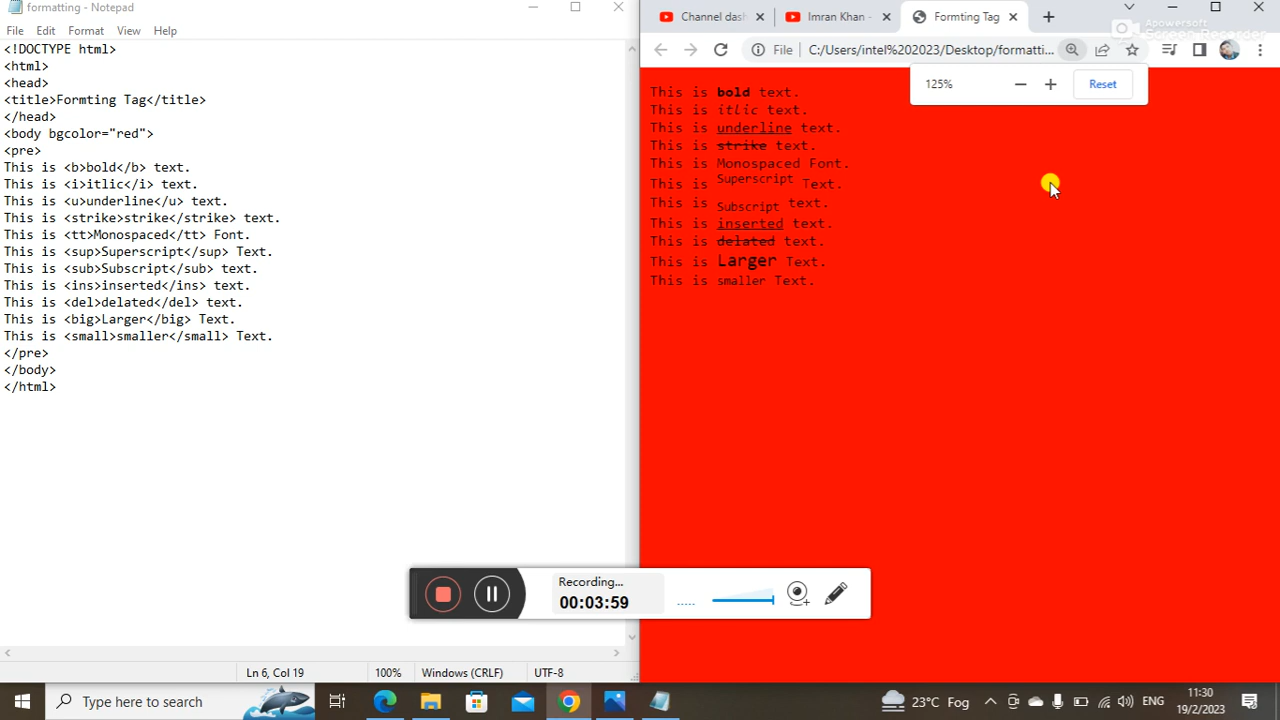 formatting - Notepad
File Edit Format View Help
<!DOCTYPE html>
<html>
<head>
<title>Formting Tag</title>
</head>
<body bgcolor="red">
<pre>
This is <b>bold</b> text.
This is <i>itlic</i> text.
This is <u>underline</u> text.
This is <strike>strike</strike> text.
This is <tt>Monospaced</tt> Font.
This is <sup>Superscript</sup> Text.
This is <sub>Subscript</sub> text.
This is <ins>inserted</ins> text.
This is <del>delated</del> text.
This is <big>Larger</big> Text.
This is <small>smaller</small> Text.
</pre>
</body>
</html>
Ln 6, Col 19 100% Windows (CRLF) UTF-8
Channel dash Imran Khan - Formting Tag
Apowersoft
Screen Recorder
File C:/Users/intel%202023/Desktop/formatti...
125% Reset
This is bold text.
This is itlic text.
This is underline text.
This is strike text.
This is Monospaced Font.
This is Superscript Text.
This is Subscript text.
This is inserted text.
This is delated text.
This is Larger Text.
This is smaller Text.
Recording...
00:03:59
Type here to search
23°C Fog
ENG
11:30
19/2/2023